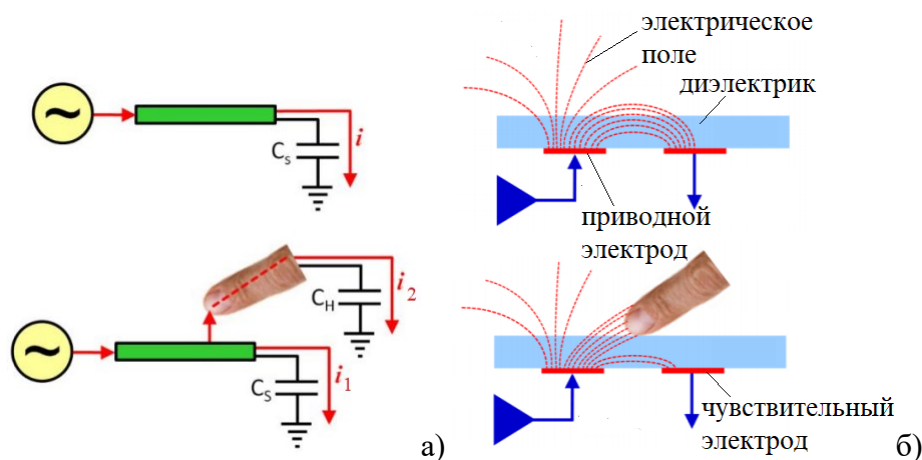 электрическое
поле
диэлектрик
~
Cs
i
приводной
электрод
~
CH
i2
CS
i1
чувствительный
электрод
а)
б)